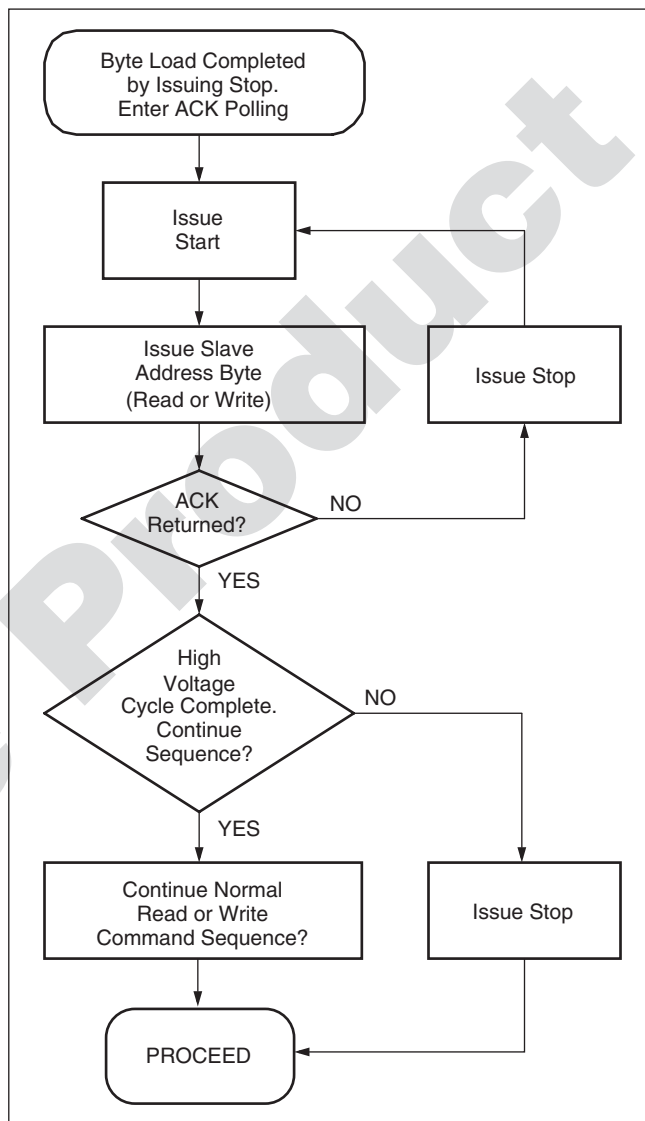 Byte Load Completed
by Issuing Stop.
Enter ACK Polling
Issue
Start
Issue Slave
Address Byte
(Read or Write)
Issue Stop
ACK
Returned?
NO
YES
High
Voltage
Cycle Complete.
Continue
Sequence?
NO
YES
Continue Normal
Read or Write
Command Sequence?
Issue Stop
PROCEED
Product